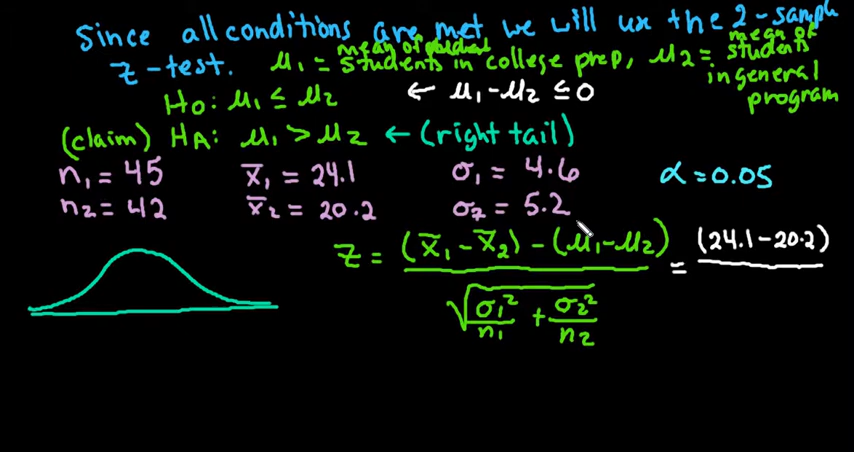 Since all conditions are met, we will use the 2-sample
Z-test. μ₁ = mean of students in college prep, μ₂ = mean of students in general program
H₀: μ₁ ≤ μ₂ ← μ₁-μ₂ ≤ 0
(claim) HA: μ₁ > μ₂ ← (right tail)
n₁ = 45 x̄₁ = 24.1 σ₁ = 4.6 α = 0.05
n₂ = 42 x̄₂ = 20.2 σ₂ = 5.2
Z = (x̄₁-x̄₂)-(μ₁-μ₂) / √(σ₁²/n₁ + σ₂²/n₂) = (24.1-20.2)